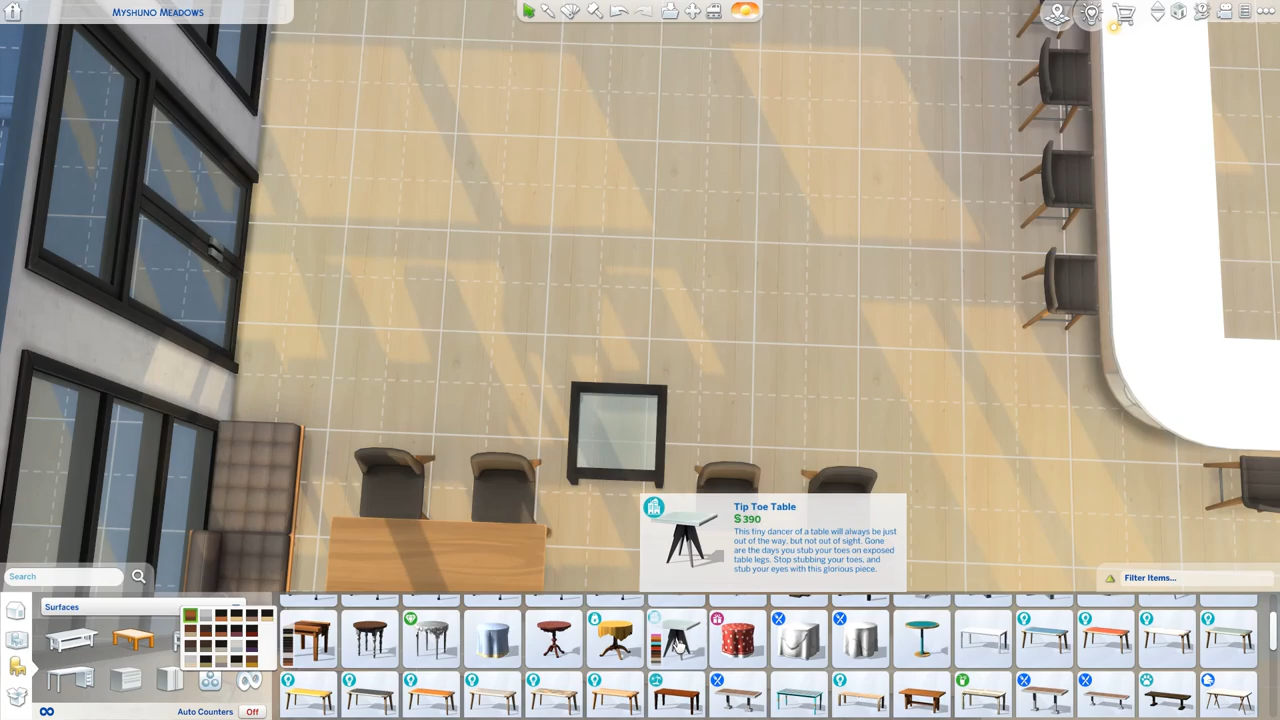 Myshuno Meadows
Tip Toe Table
§390
This tiny dancer of a table will always be just
out of the way, but not out of sight. Gone
are the days you stub your toes on exposed
table legs. Stop stubbing your toes, and
stub your eyes with this glorious piece.
Search
Filter Items...
Surfaces
Auto Counters Off